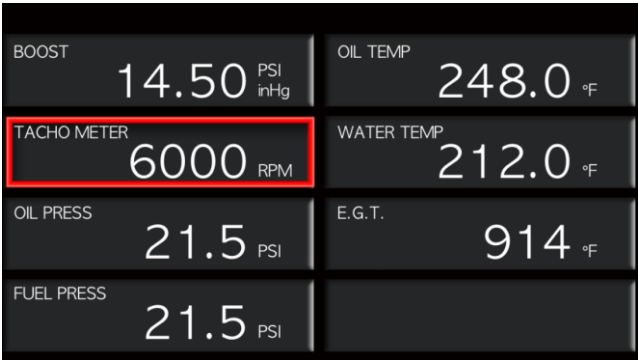 BOOST
14.50 PSI inHg
TACHO METER
6000 RPM
OIL PRESS
21.5 PSI
FUEL PRESS
21.5 PSI
OIL TEMP
248.0 °F
WATER TEMP
212.0 °F
E.G.T.
914 °F